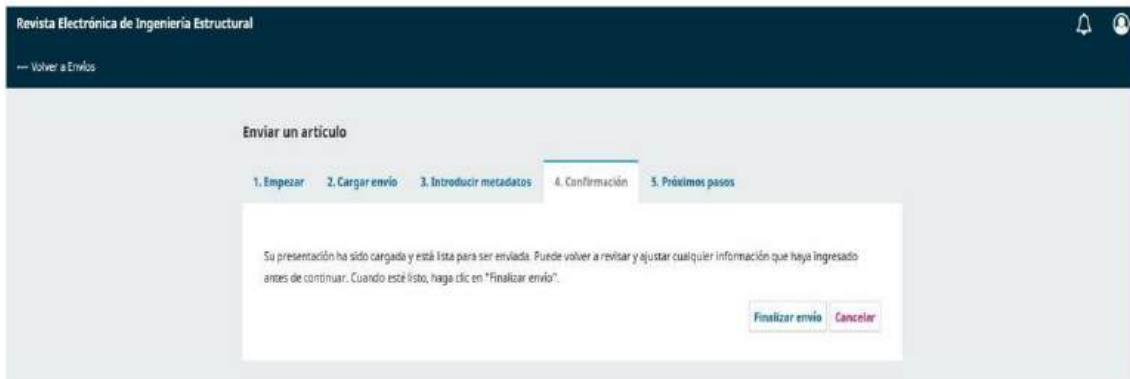 Revista Electrónica de Ingeniería Estructural
← Volver a Envíos
Enviar un artículo
1. Empezar 2. Cargar envío 3. Introducir metadatos 4. Confirmación 5. Próximos pasos
Su presentación ha sido cargada y está lista para ser enviada. Puede volver a revisar y ajustar cualquier información que haya ingresado
antes de continuar. Cuando esté listo, haga clic en "Finalizar envío".
Finalizar envío Cancelar